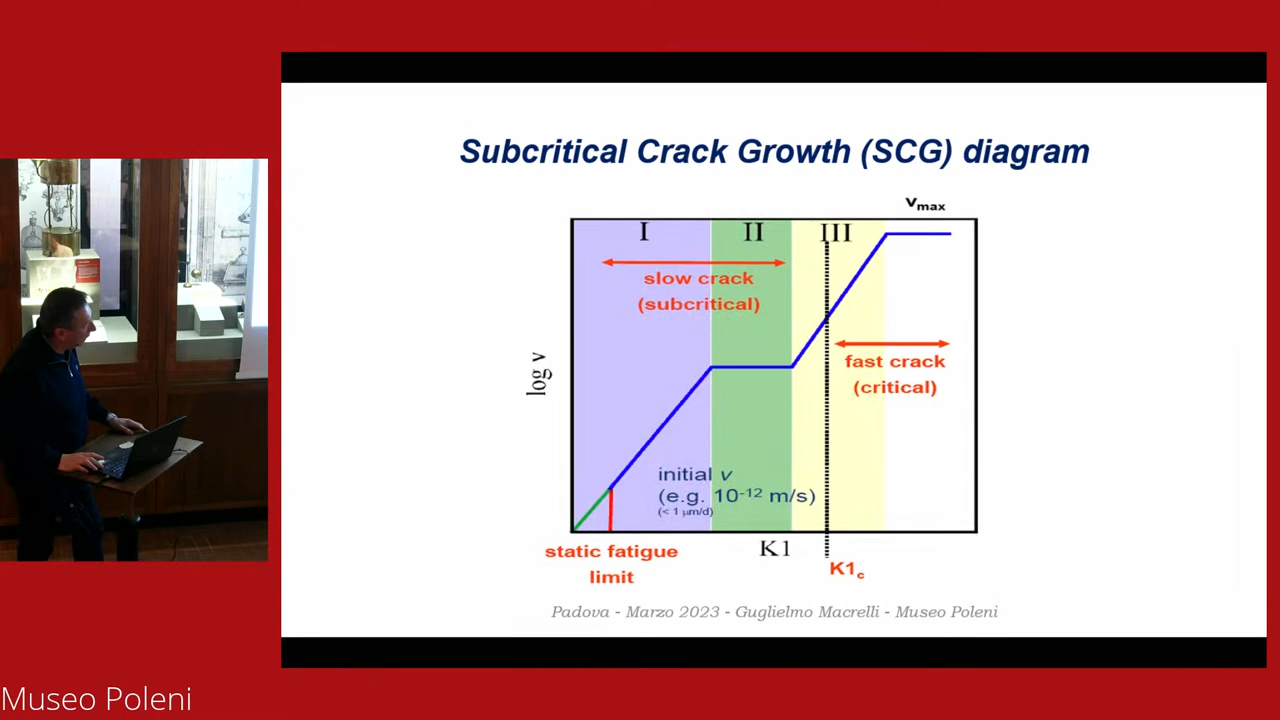 Subcritical Crack Growth (SCG) diagram
vmax
I II III
slow crack
(subcritical)
log v
fast crack
(critical)
initial v
(e.g. 10-12 m/s)
(< 1 μm/d)
static fatigue
limit
K1
K1c
Padova - Marzo 2023 - Guglielmo Macrelli - Museo Poleni
Museo Poleni